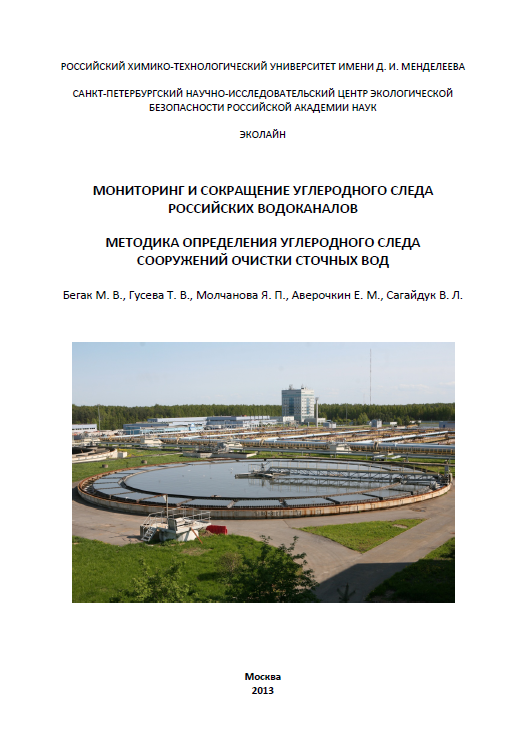 РОССИЙСКИЙ ХИМИКО-ТЕХНОЛОГИЧЕСКИЙ УНИВЕРСИТЕТ ИМЕНИ Д. И. МЕНДЕЛЕЕВА
САНКТ-ПЕТЕРБУРГСКИЙ НАУЧНО-ИССЛЕДОВАТЕЛЬСКИЙ ЦЕНТР ЭКОЛОГИЧЕСКОЙ
БЕЗОПАСНОСТИ РОССИЙСКОЙ АКАДЕМИИ НАУК
ЭКОЛАЙН
МОНИТОРИНГ И СОКРАЩЕНИЕ УГЛЕРОДНОГО СЛЕДА
РОССИЙСКИХ ВОДОКАНАЛОВ
МЕТОДИКА ОПРЕДЕЛЕНИЯ УГЛЕРОДНОГО СЛЕДА
СООРУЖЕНИЙ ОЧИСТКИ СТОЧНЫХ ВОД
Бегак М. В., Гусева Т. В., Молчанова Я. П., Аверочкин Е. М., Сагайдук В. Л.
Москва
2013